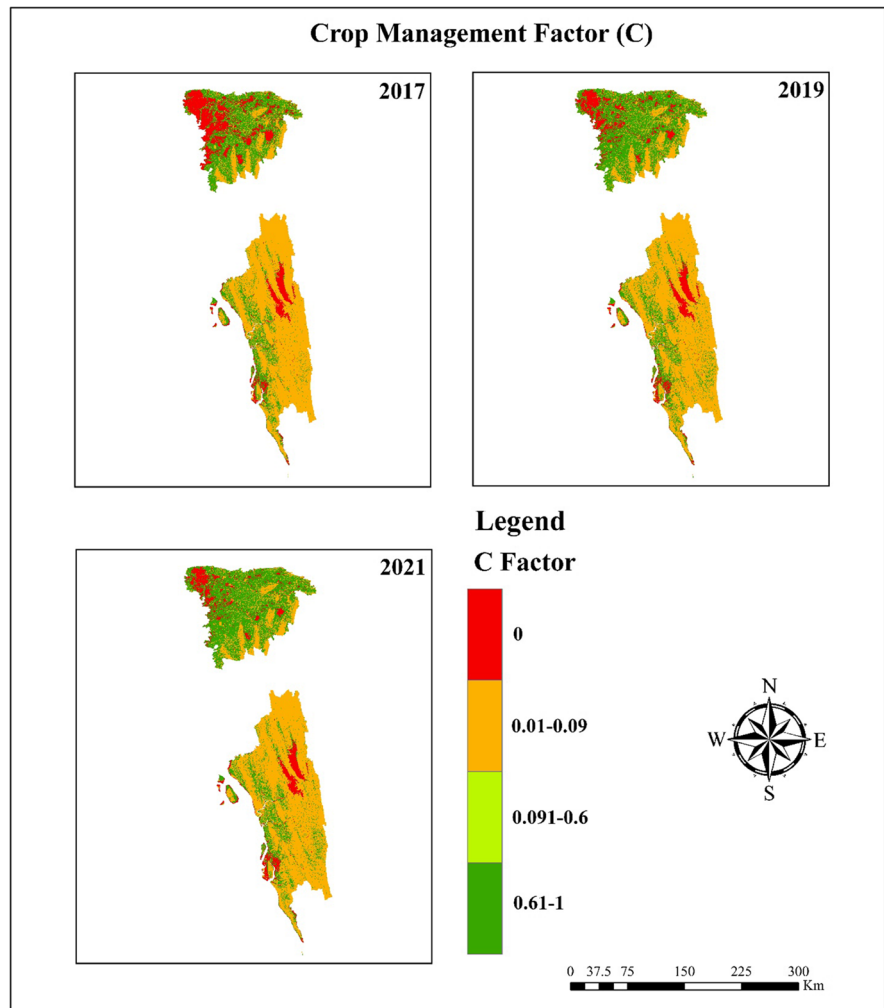 Crop Management Factor (C)
2017
2019
2021
Legend
C Factor
0
0.01-0.09
0.091-0.6
0.61-1
N
W E
S
0 37.5 75 150 225 300
Km